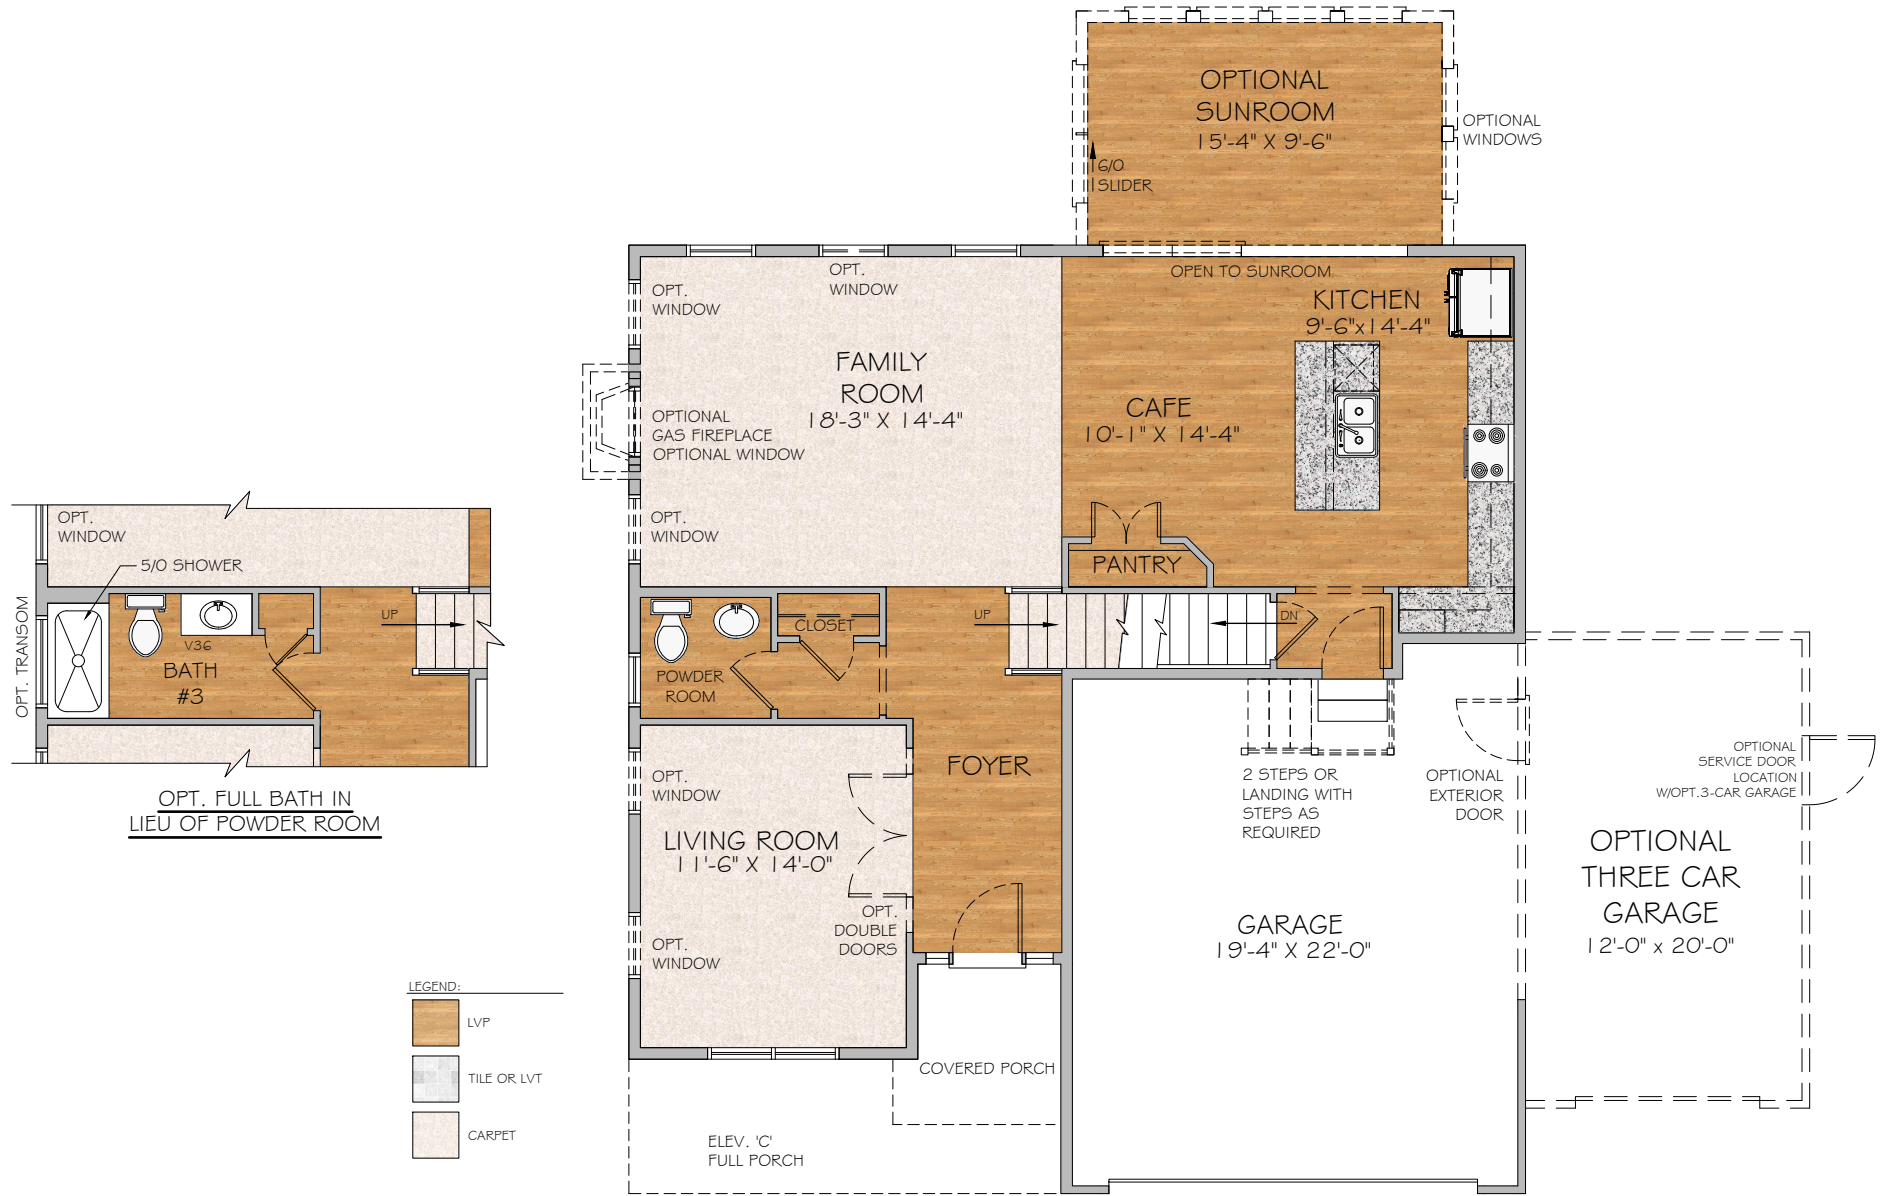 OPTIONAL
SUNROOM
15'-4" X 9'-6"
OPTIONAL
WINDOWS
6/0
SLIDER
OPEN TO SUNROOM
OPT.
WINDOW
OPT.
WINDOW
KITCHEN
9'-6"x14'-4"
FAMILY
ROOM
18'-3" X 14'-4"
OPTIONAL
GAS FIREPLACE
OPTIONAL WINDOW
CAFE
10'-1" X 14'-4"
OPT.
WINDOW
PANTRY
OPT.
WINDOW
5/0 SHOWER
OPT. TRANSOM
UP
V36
BATH
#3
OPT. FULL BATH IN
LIEU OF POWDER ROOM
CLOSET
UP
DN
POWDER
ROOM
FOYER
OPT.
WINDOW
LIVING ROOM
11'-6" X 14'-0"
OPT.
DOUBLE
DOORS
OPT.
WINDOW
2 STEPS OR
LANDING WITH
STEPS AS
REQUIRED
OPTIONAL
EXTERIOR
DOOR
OPTIONAL
SERVICE DOOR
LOCATION
W/OPT.3-CAR GARAGE
OPTIONAL
THREE CAR
GARAGE
12'-0" x 20'-0"
GARAGE
19'-4" X 22'-0"
LEGEND:
LVP
TILE OR LVT
CARPET
COVERED PORCH
ELEV. 'C'
FULL PORCH